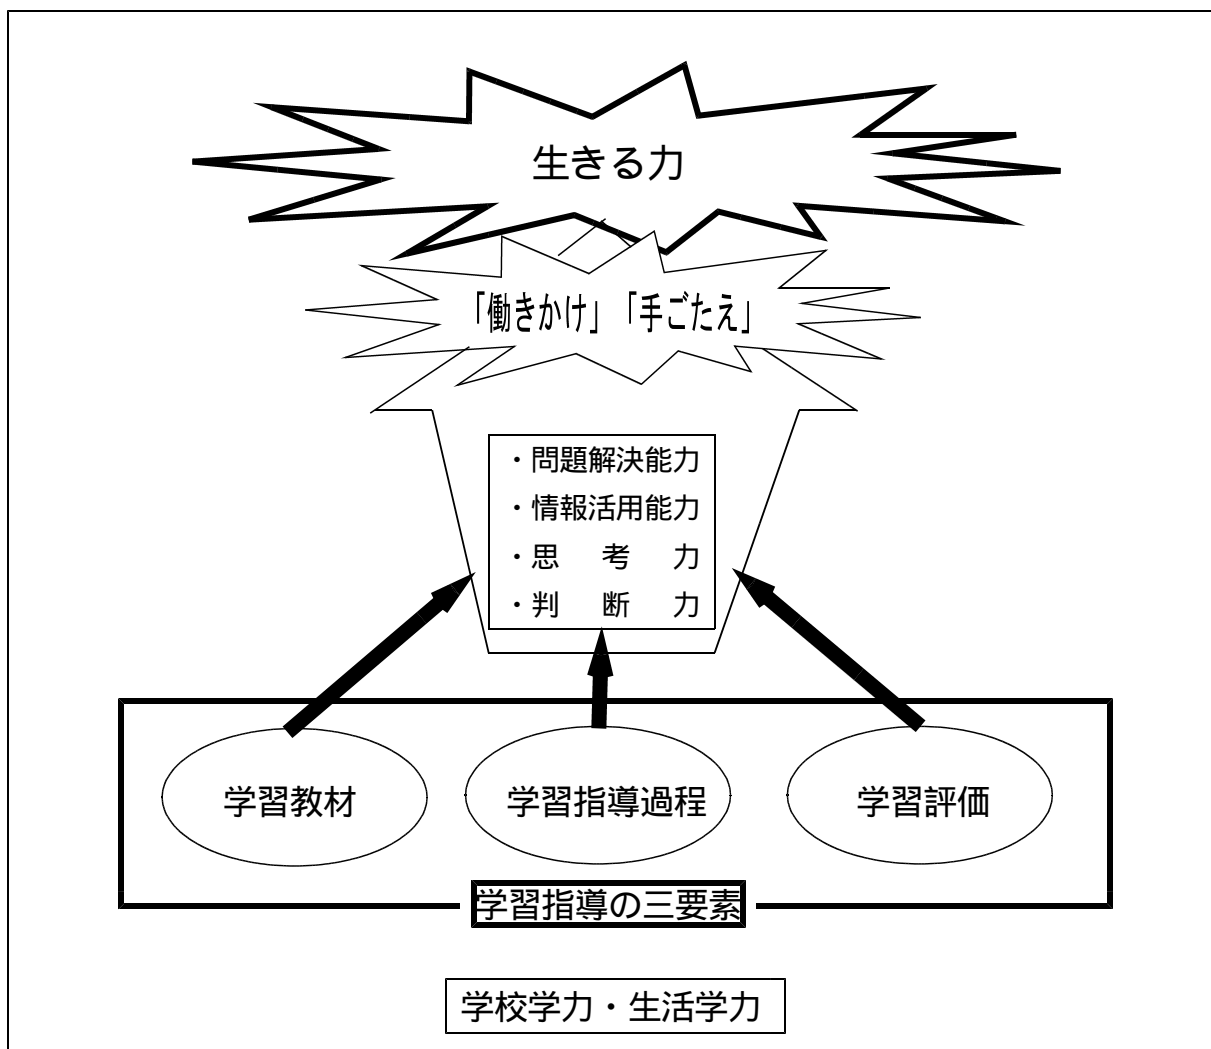 生きる力
「働きかけ」「手ごたえ」
・問題解決能力
・情報活用能力
・思考力
・判断力
学習教材
学習指導過程
学習評価
学習指導の三要素
学校学力・生活学力